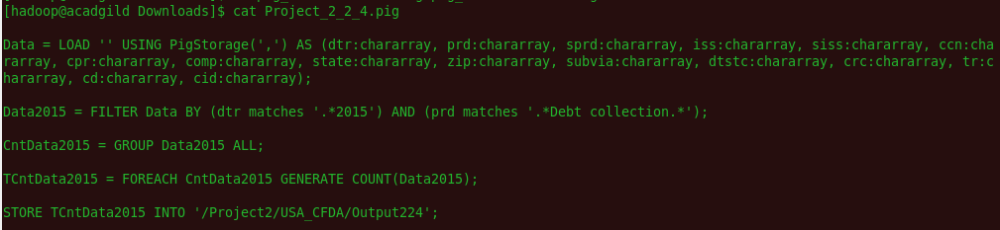 [hadoop@acadgild Downloads]$ cat Project_2_2_4.pig
Data = LOAD '' USING PigStorage(',') AS (dtr:chararray, prd:chararray, sprd:chararray, iss:chararray, siss:chararray, ccn:cha
rarray, cpr:chararray, comp:chararray, state:chararray, zip:chararray, subvia:chararray, dtstc:chararray, crc:chararray, tr:c
hararray, cd:chararray, cid:chararray);
Data2015 = FILTER Data BY (dtr matches '.*2015') AND (prd matches '.*Debt collection.*');
CntData2015 = GROUP Data2015 ALL;
TCntData2015 = FOREACH CntData2015 GENERATE COUNT(Data2015);
STORE TCntData2015 INTO '/Project2/USA_CFDA/Output224';